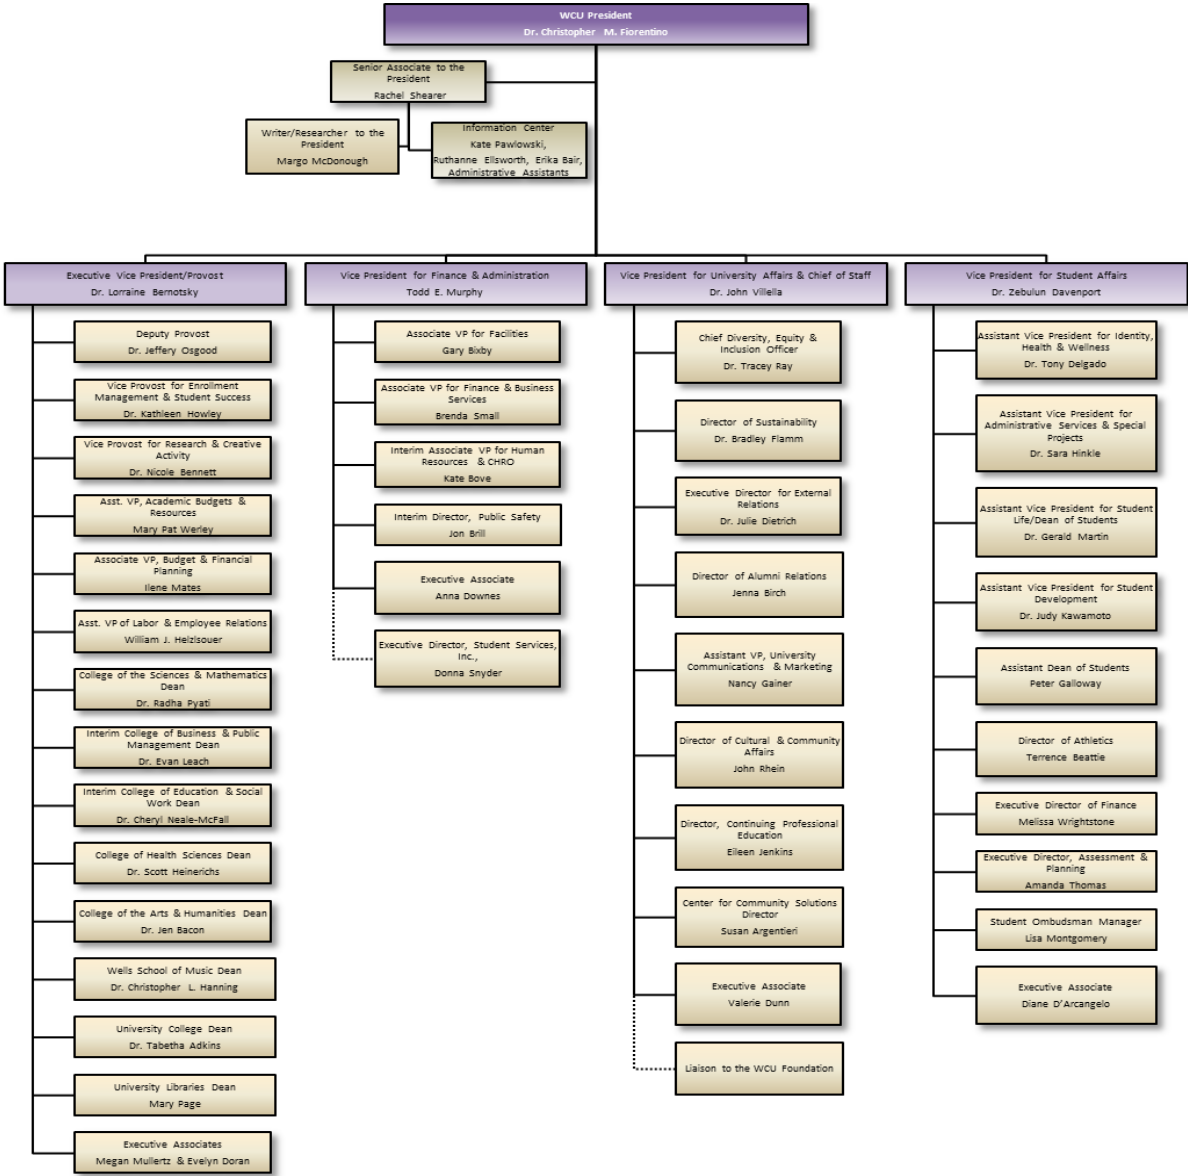 WCU President
Dr. Christopher M. Fiorentino
Senior Associate to the
President
Rachel Shearer
Writer/Researcher to the
President
Margo McDonough
Information Center
Kate Pawlowski,
Ruthanne Ellsworth, Erika Bair,
Administrative Assistants
Executive Vice President/Provost
Dr. Lorraine Bernotsky
Deputy Provost
Dr. Jeffery Osgood
Vice Provost for Enrollment
Management & Student Success
Dr. Kathleen Howley
Vice Provost for Research & Creative
Activity
Dr. Nicole Bennett
Asst. VP, Academic Budgets &
Resources
Mary Pat Werley
Associate VP, Budget & Financial
Planning
Ilene Mates
Asst. VP of Labor & Employee Relations
William J. Helzlsouer
College of the Sciences & Mathematics
Dean
Dr. Radha Pyati
Interim College of Business & Public
Management Dean
Dr. Evan Leach
Interim College of Education & Social
Work Dean
Dr. Cheryl Neale-McFall
College of Health Sciences Dean
Dr. Scott Heinerichs
College of the Arts & Humanities Dean
Dr. Jen Bacon
Wells School of Music Dean
Dr. Christopher L. Hanning
University College Dean
Dr. Tabetha Adkins
University Libraries Dean
Mary Page
Executive Associates
Megan Mullertz & Evelyn Doran
Vice President for Finance & Administration
Todd E. Murphy
Associate VP for Facilities
Gary Bixby
Associate VP for Finance & Business
Services
Brenda Small
Interim Associate VP for Human
Resources & CHRO
Kate Bove
Interim Director, Public Safety
Jon Brill
Executive Associate
Anna Downes
Executive Director, Student Services,
Inc.,
Donna Snyder
Vice President for University Affairs & Chief of Staff
Dr. John Villella
Chief Diversity, Equity &
Inclusion Officer
Dr. Tracey Ray
Director of Sustainability
Dr. Bradley Flamm
Executive Director for External
Relations
Dr. Julie Dietrich
Director of Alumni Relations
Jenna Birch
Assistant VP, University
Communications & Marketing
Nancy Gainer
Director of Cultural & Community
Affairs
John Rhein
Director, Continuing Professional
Education
Eileen Jenkins
Center for Community Solutions
Director
Susan Argentieri
Executive Associate
Valerie Dunn
Liaison to the WCU Foundation
Vice President for Student Affairs
Dr. Zebulun Davenport
Assistant Vice President for Identity,
Health & Wellness
Dr. Tony Delgado
Assistant Vice President for
Administrative Services & Special
Projects
Dr. Sara Hinkle
Assistant Vice President for Student
Life/Dean of Students
Dr. Gerald Martin
Assistant Vice President for Student
Development
Dr. Judy Kawamoto
Assistant Dean of Students
Peter Galloway
Director of Athletics
Terrence Beattie
Executive Director of Finance
Melissa Wrightstone
Executive Director, Assessment &
Planning
Amanda Thomas
Student Ombudsman Manager
Lisa Montgomery
Executive Associate
Diane D'Arcangelo